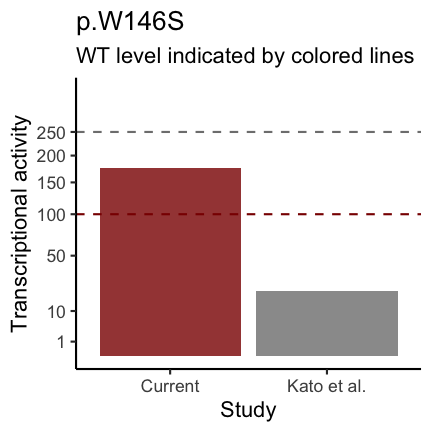 p.W146S
WT level indicated by colored lines
Transcriptional activity
250
200
150
100
50
10
1
Current
Kato et al.
Study